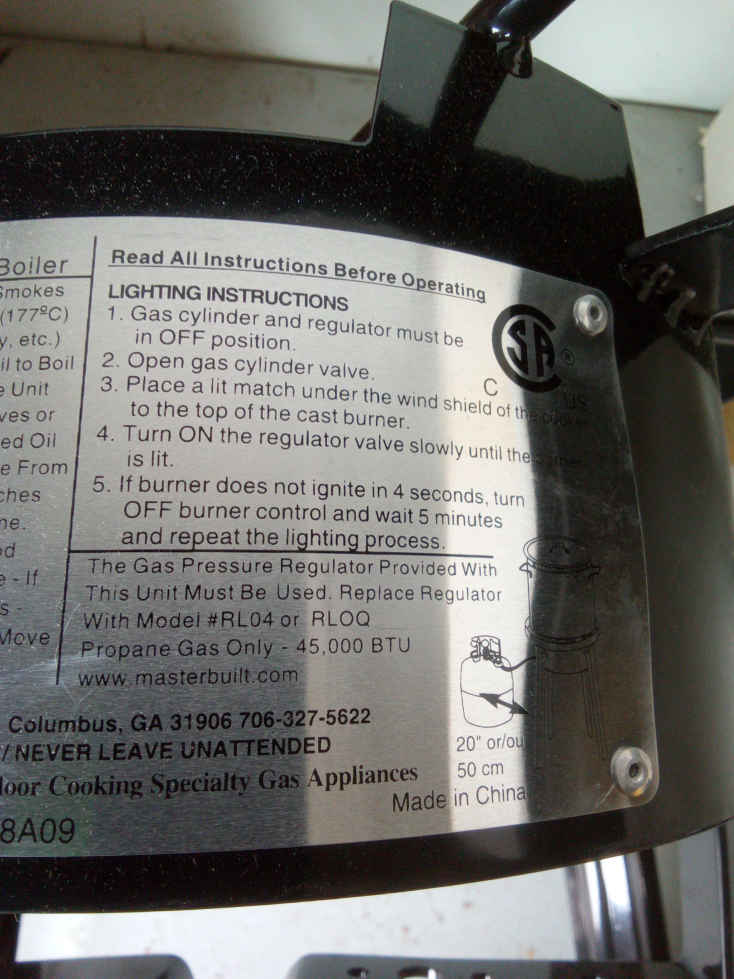 Boiler
Smokes
(177ºC)
y, etc.)
il to Boil
e Unit
ves or
ed Oil
e From
ches
ne.
od
e - If
s -
Move
Read All Instructions Before Operating
LIGHTING INSTRUCTIONS
1. Gas cylinder and regulator must be
in OFF position.
2. Open gas cylinder valve.
3. Place a lit match under the wind shield of the cooker
to the top of the cast burner.
4. Turn ON the regulator valve slowly until the burner
is lit.
5. If burner does not ignite in 4 seconds, turn
OFF burner control and wait 5 minutes
and repeat the lighting process.
The Gas Pressure Regulator Provided With
This Unit Must Be Used. Replace Regulator
With Model #RL04 or RLOQ
Propane Gas Only - 45,000 BTU
www.masterbuilt.com
CSA ®
C US
20" or/ou
50 cm
Columbus, GA 31906 706-327-5622
/ NEVER LEAVE UNATTENDED
door Cooking Specialty Gas Appliances
Made in China
8A09